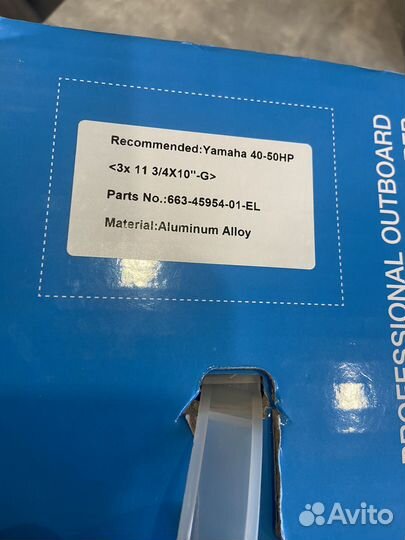 Recommended:Yamaha 40-50HP
<3x 11 3/4X10"-G>
Parts No.:663-45954-01-EL
Material:Aluminum Alloy
PROFESSIONAL OUTBOARD
Avito